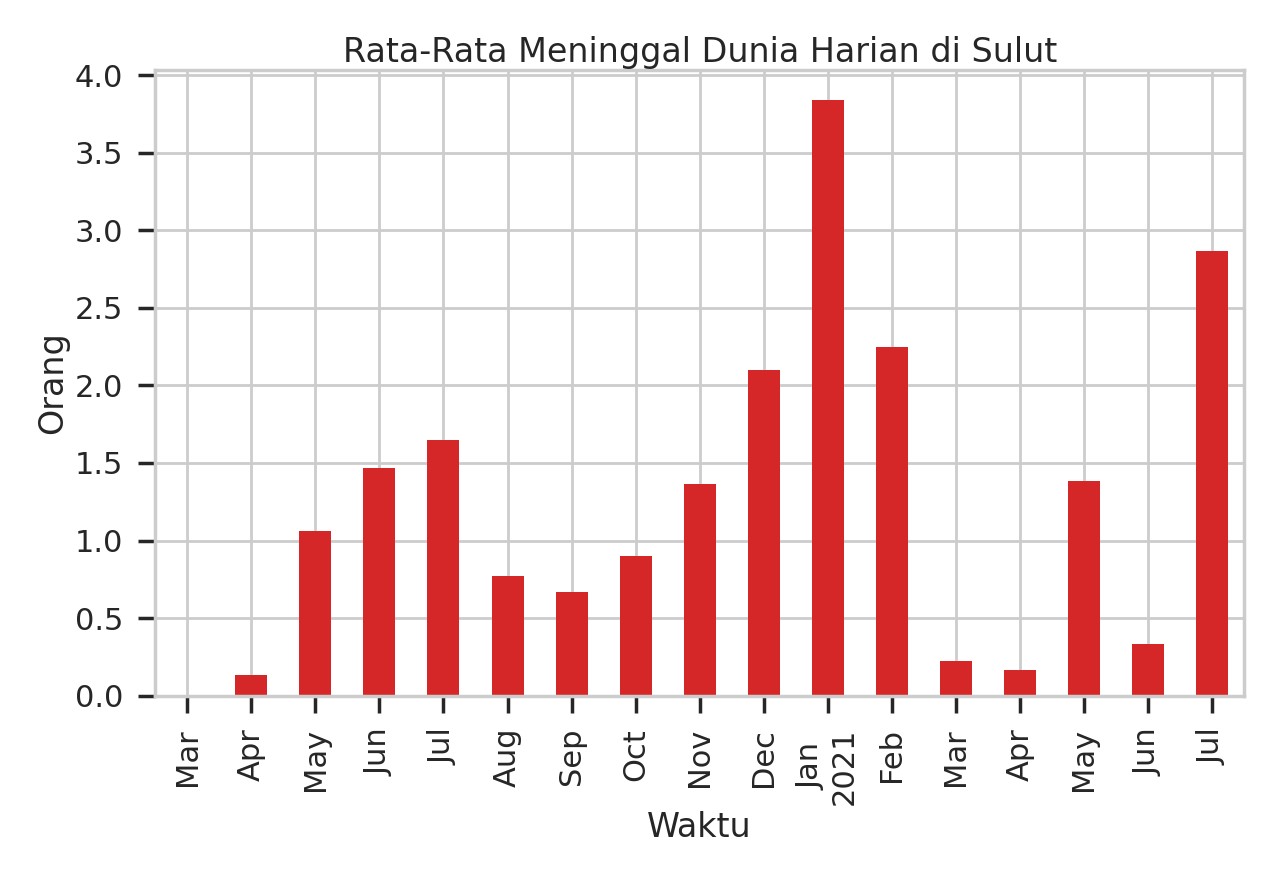 Rata-Rata Meninggal Dunia Harian di Sulut
4.0
3.5
3.0
2.5
2.0
1.5
1.0
0.5
0.0
Orang
Mar
Apr
May
Jun
Jul
Aug
Sep
Oct
Nov
Dec
Jan
2021
Feb
Mar
Apr
May
Jun
Jul
Waktu